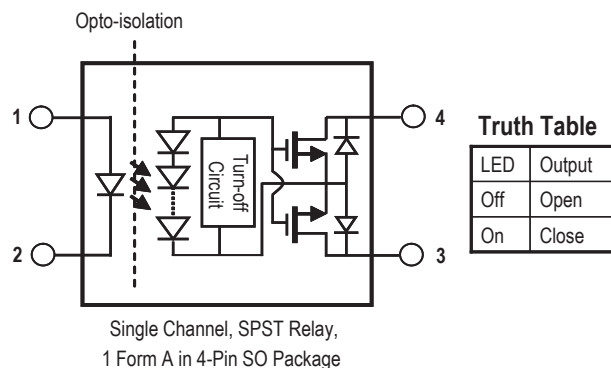 Opto-isolation
1
2
Turn-off
Circuit
4
3
Truth Table
LED Output
Off Open
On Close
Single Channel, SPST Relay,
1 Form A in 4-Pin SO Package